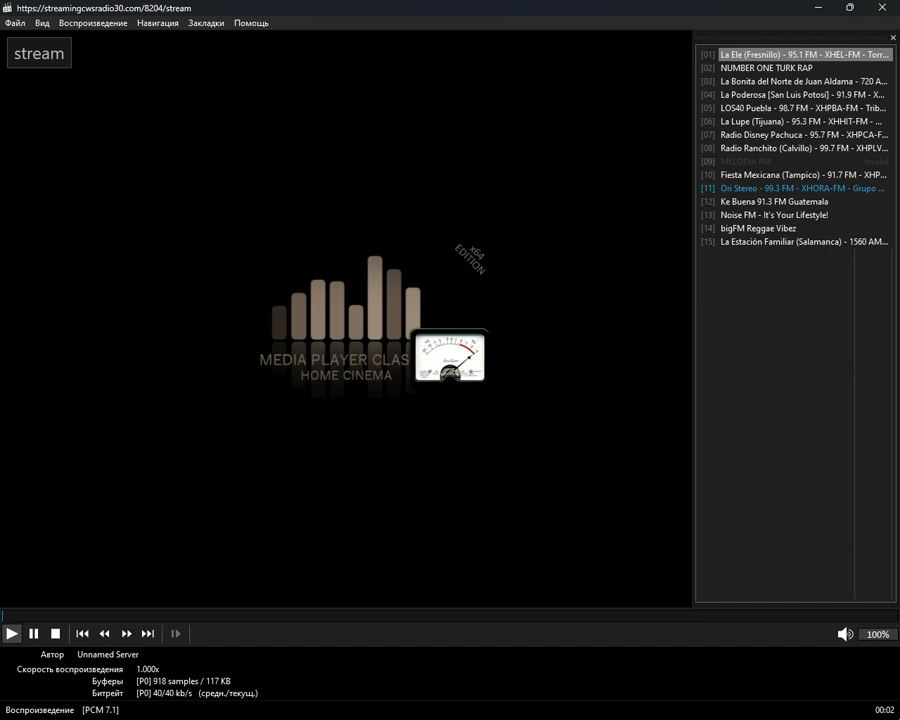 https://streamingcwsradio30.com/8204/stream
Файл Вид Воспроизведение Навигация Закладки Помощь
stream
[01] La Ele (Fresnillo) - 95.1 FM - XHEL-FM - Torr...
[02] NUMBER ONE TURK RAP
[03] La Bonita del Norte de Juan Aldama - 720 A...
[04] La Poderosa [San Luis Potosí] - 91.9 FM - X...
[05] LOS40 Puebla - 98.7 FM - XHPBA-FM - Trib...
[06] La Lupe (Tijuana) - 95.3 FM - XHHIT-FM - ...
[07] Radio Disney Pachuca - 95.7 FM - XHPCA-F...
[08] Radio Ranchito (Calvillo) - 99.7 FM - XHPLV...
[09] MELODIA FM Invalid
[10] Fiesta Mexicana (Tampico) - 91.7 FM - XHP...
[11] Ori Stereo - 99.3 FM - XHORA-FM - Grupo ...
[12] Ke Buena 91.3 FM Guatemala
[13] Noise FM - It's Your Lifestyle!
[14] bigFM Reggae Vibez
[15] La Estación Familiar (Salamanca) - 1560 AM...
x64
EDITION
MEDIA PLAYER CLAS
HOME CINEMA
100%
Автор Unnamed Server
Скорость воспроизведения 1.000x
Буферы [P0] 918 samples / 117 KB
Битрейт [P0] 40/40 kb/s (средн./текущ.)
Воспроизведение [PCM 7.1] 00:02